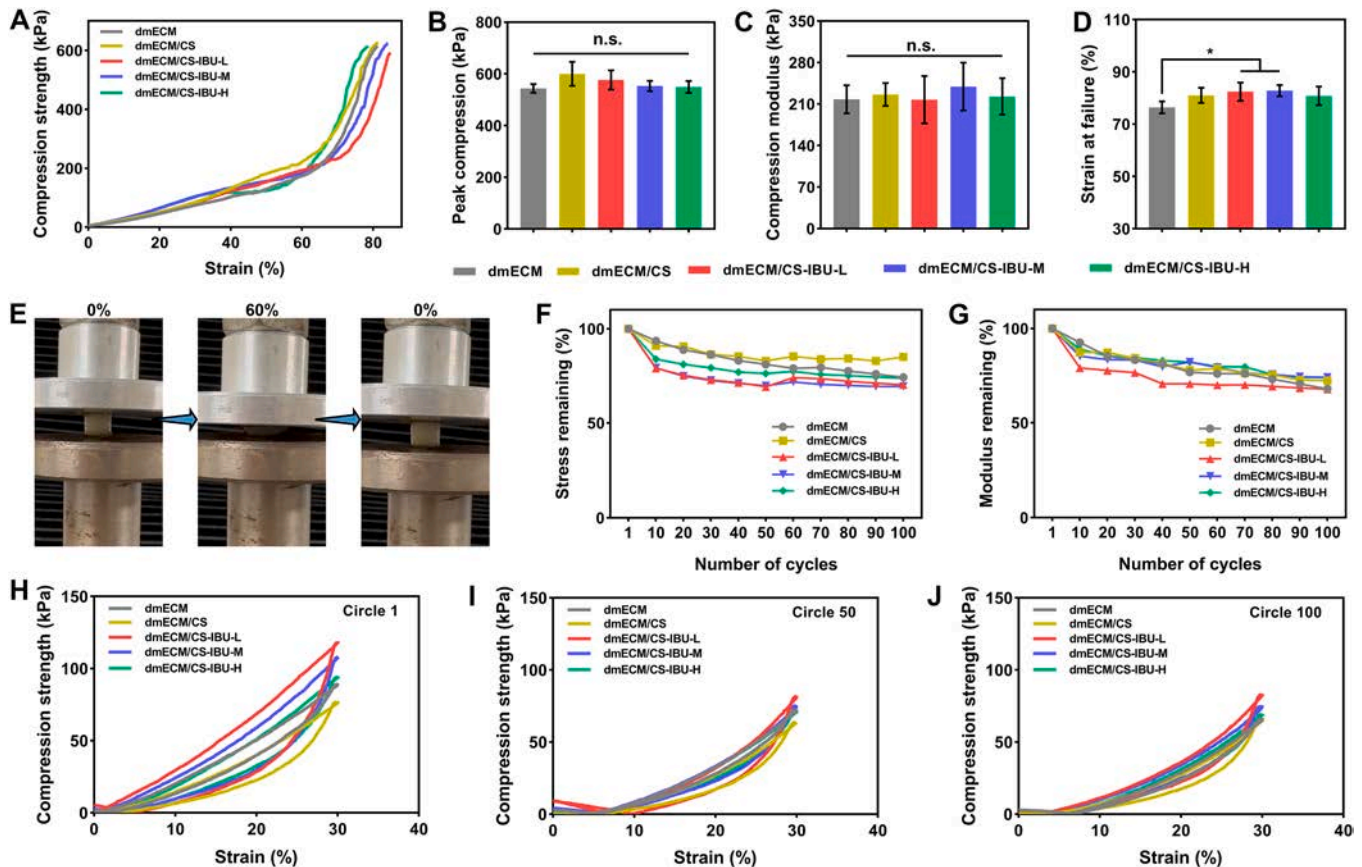 A
Compression strength (kPa)
600
400
200
0
0
20
40
60
80
Strain (%)
dmECM
dmECM/CS
dmECM/CS-IBU-L
dmECM/CS-IBU-M
dmECM/CS-IBU-H
B
Peak compression (kPa)
800
600
400
200
0
n.s.
C
Compression modulus (kPa)
350
280
210
140
70
0
n.s.
D
Strain at failure (%)
110
90
70
50
30
*
dmECM dmECM/CS dmECM/CS-IBU-L dmECM/CS-IBU-M dmECM/CS-IBU-H
E
0%
60%
0%
F
Stress remaining (%)
100
50
0
dmECM
dmECM/CS
dmECM/CS-IBU-L
dmECM/CS-IBU-M
dmECM/CS-IBU-H
1 10 20 30 40 50 60 70 80 90 100
Number of cycles
G
Modulus remaining (%)
100
50
0
dmECM
dmECM/CS
dmECM/CS-IBU-L
dmECM/CS-IBU-M
dmECM/CS-IBU-H
1 10 20 30 40 50 60 70 80 90 100
Number of cycles
H
Compression strength (kPa)
150
100
50
0
dmECM
dmECM/CS
dmECM/CS-IBU-L
dmECM/CS-IBU-M
dmECM/CS-IBU-H
Circle 1
0 10 20 30 40
Strain (%)
I
Compression strength (kPa)
150
100
50
0
dmECM
dmECM/CS
dmECM/CS-IBU-L
dmECM/CS-IBU-M
dmECM/CS-IBU-H
Circle 50
0 10 20 30 40
Strain (%)
J
Compression strength (kPa)
150
100
50
0
dmECM
dmECM/CS
dmECM/CS-IBU-L
dmECM/CS-IBU-M
dmECM/CS-IBU-H
Circle 100
0 10 20 30 40
Strain (%)